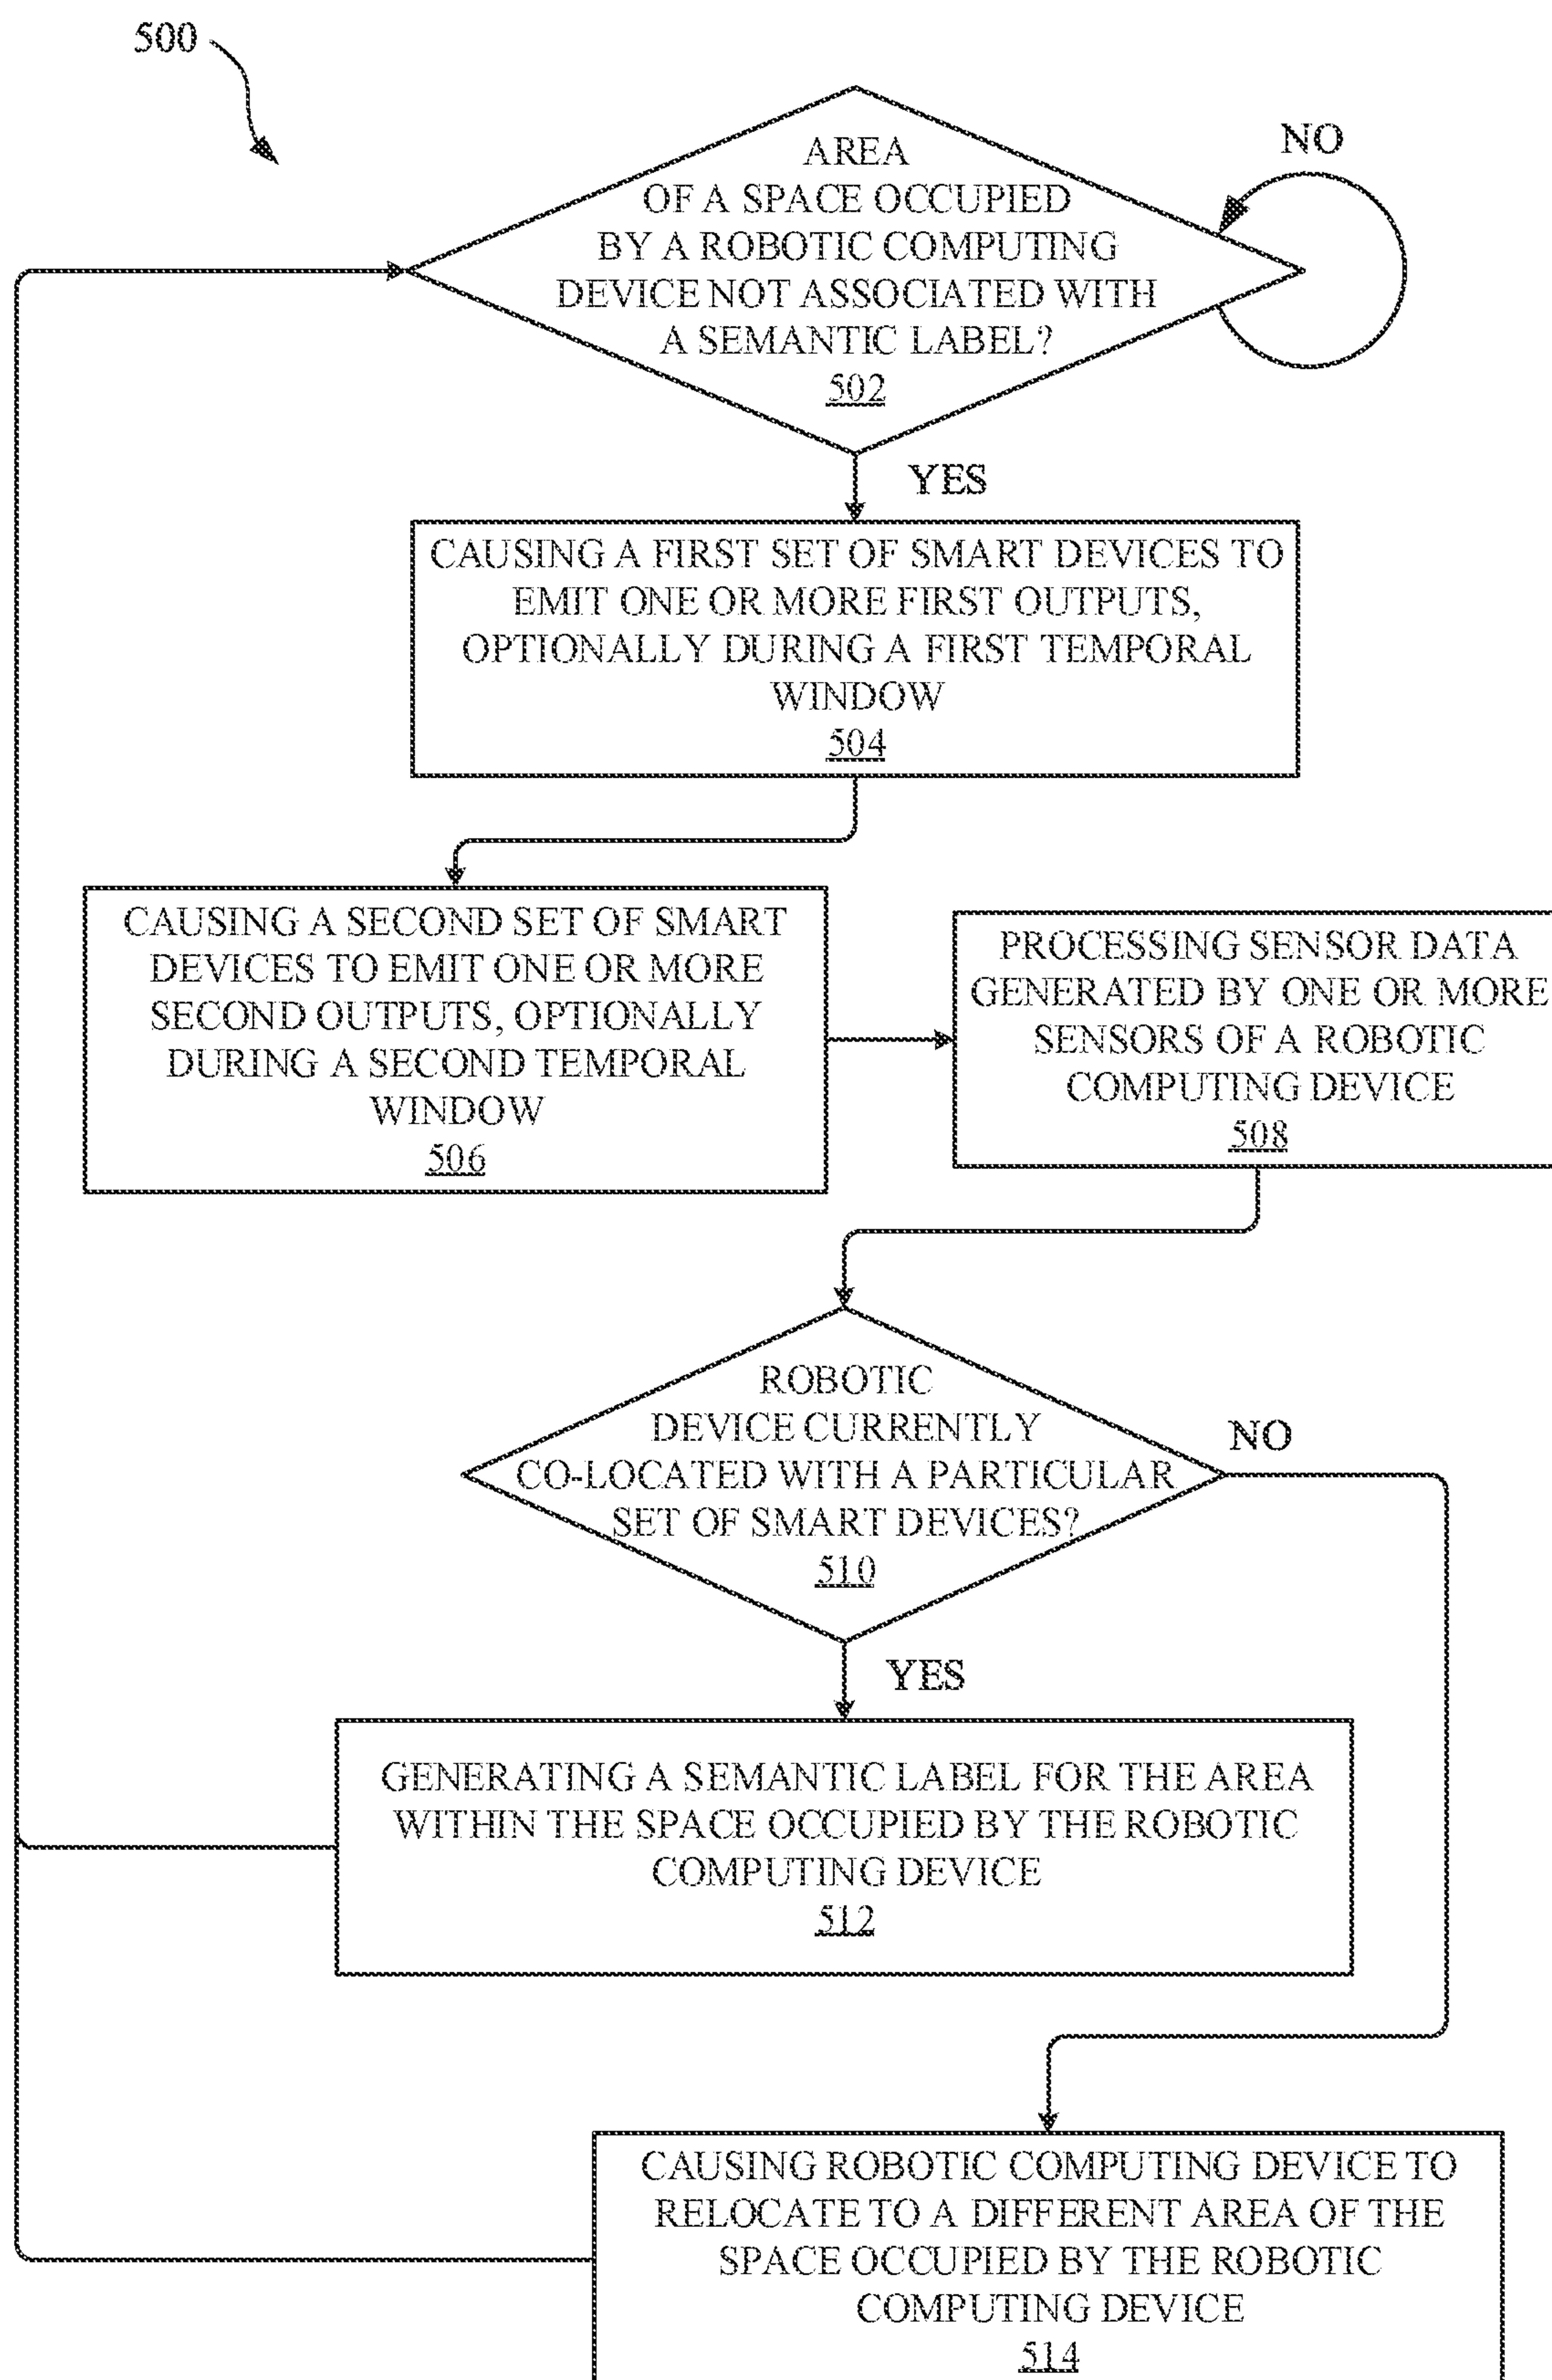 500
AREA
OF A SPACE OCCUPIED
BY A ROBOTIC COMPUTING
DEVICE NOT ASSOCIATED WITH
A SEMANTIC LABEL?
502
NO
YES
CAUSING A FIRST SET OF SMART DEVICES TO
EMIT ONE OR MORE FIRST OUTPUTS,
OPTIONALLY DURING A FIRST TEMPORAL
WINDOW
504
CAUSING A SECOND SET OF SMART
DEVICES TO EMIT ONE OR MORE
SECOND OUTPUTS, OPTIONALLY
DURING A SECOND TEMPORAL
WINDOW
506
PROCESSING SENSOR DATA
GENERATED BY ONE OR MORE
SENSORS OF A ROBOTIC
COMPUTING DEVICE
508
ROBOTIC
DEVICE CURRENTLY
CO-LOCATED WITH A PARTICULAR
SET OF SMART DEVICES?
510
NO
YES
GENERATING A SEMANTIC LABEL FOR THE AREA
WITHIN THE SPACE OCCUPIED BY THE ROBOTIC
COMPUTING DEVICE
512
CAUSING ROBOTIC COMPUTING DEVICE TO
RELOCATE TO A DIFFERENT AREA OF THE
SPACE OCCUPIED BY THE ROBOTIC
COMPUTING DEVICE
514